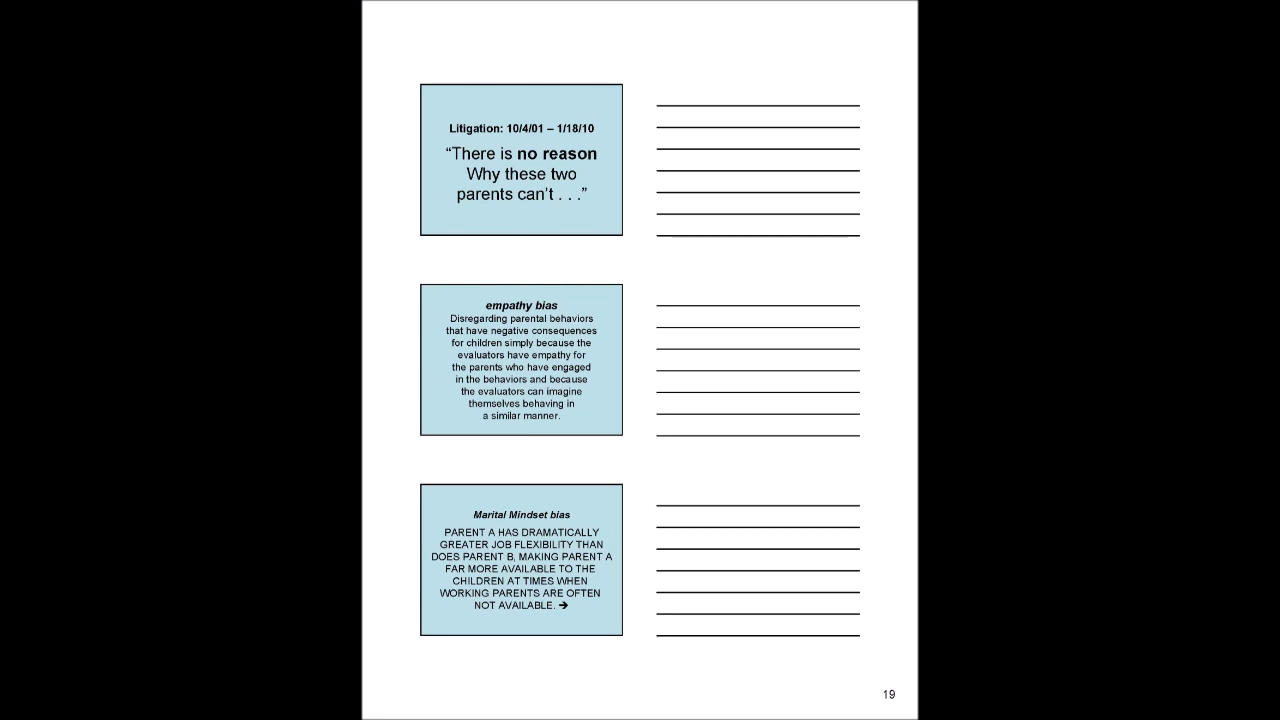 Litigation: 10/4/01 – 1/18/10
“There is no reason
Why these two
parents can’t . . .”
empathy bias
Disregarding parental behaviors
that have negative consequences
for children simply because the
evaluators have empathy for
the parents who have engaged
in the behaviors and because
the evaluators can imagine
themselves behaving in
a similar manner.
Marital Mindset bias
PARENT A HAS DRAMATICALLY
GREATER JOB FLEXIBILITY THAN
DOES PARENT B, MAKING PARENT A
FAR MORE AVAILABLE TO THE
CHILDREN AT TIMES WHEN
WORKING PARENTS ARE OFTEN
NOT AVAILABLE. ➔
19